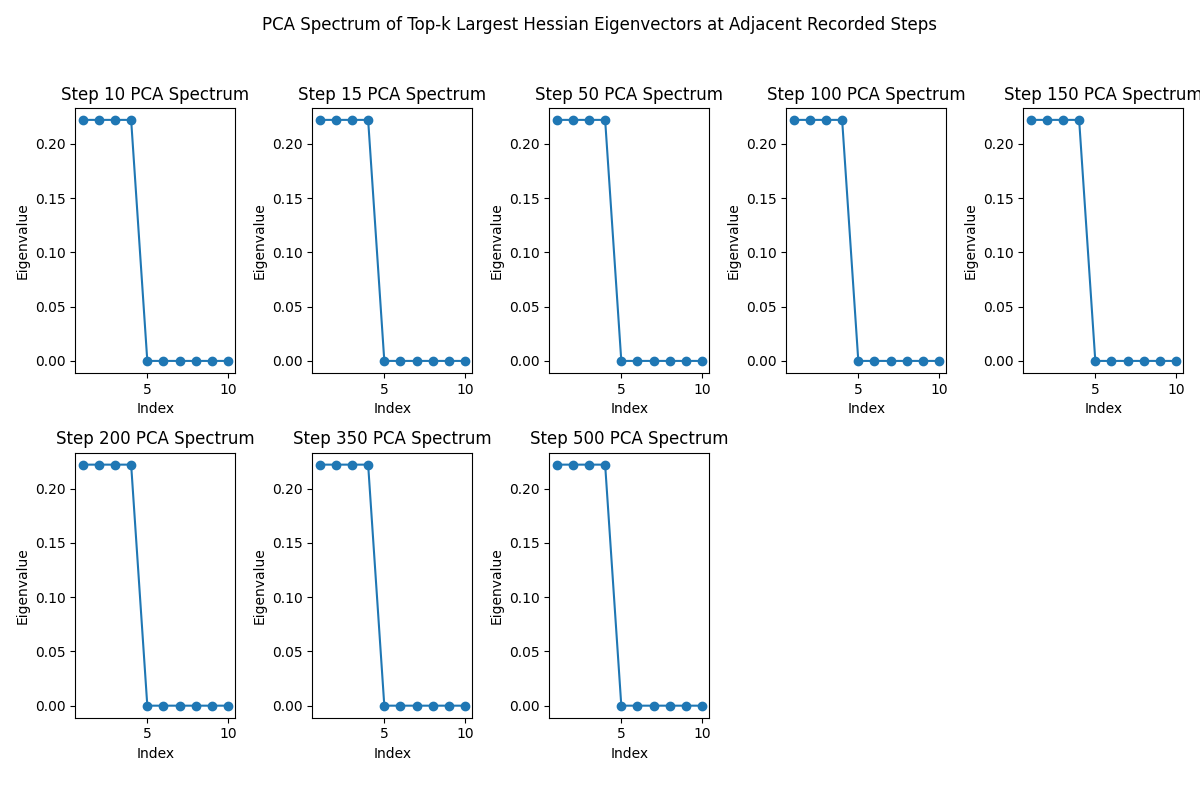 PCA Spectrum of Top-k Largest Hessian Eigenvectors at Adjacent Recorded Steps
Step 10 PCA Spectrum
0.20
0.15
0.10
0.05
0.00
Eigenvalue
5
10
Index
Step 15 PCA Spectrum
0.20
0.15
0.10
0.05
0.00
Eigenvalue
5
10
Index
Step 50 PCA Spectrum
0.20
0.15
0.10
0.05
0.00
Eigenvalue
5
10
Index
Step 100 PCA Spectrum
0.20
0.15
0.10
0.05
0.00
Eigenvalue
5
10
Index
Step 150 PCA Spectrum
0.20
0.15
0.10
0.05
0.00
Eigenvalue
5
10
Index
Step 200 PCA Spectrum
0.20
0.15
0.10
0.05
0.00
Eigenvalue
5
10
Index
Step 350 PCA Spectrum
0.20
0.15
0.10
0.05
0.00
Eigenvalue
5
10
Index
Step 500 PCA Spectrum
0.20
0.15
0.10
0.05
0.00
Eigenvalue
5
10
Index